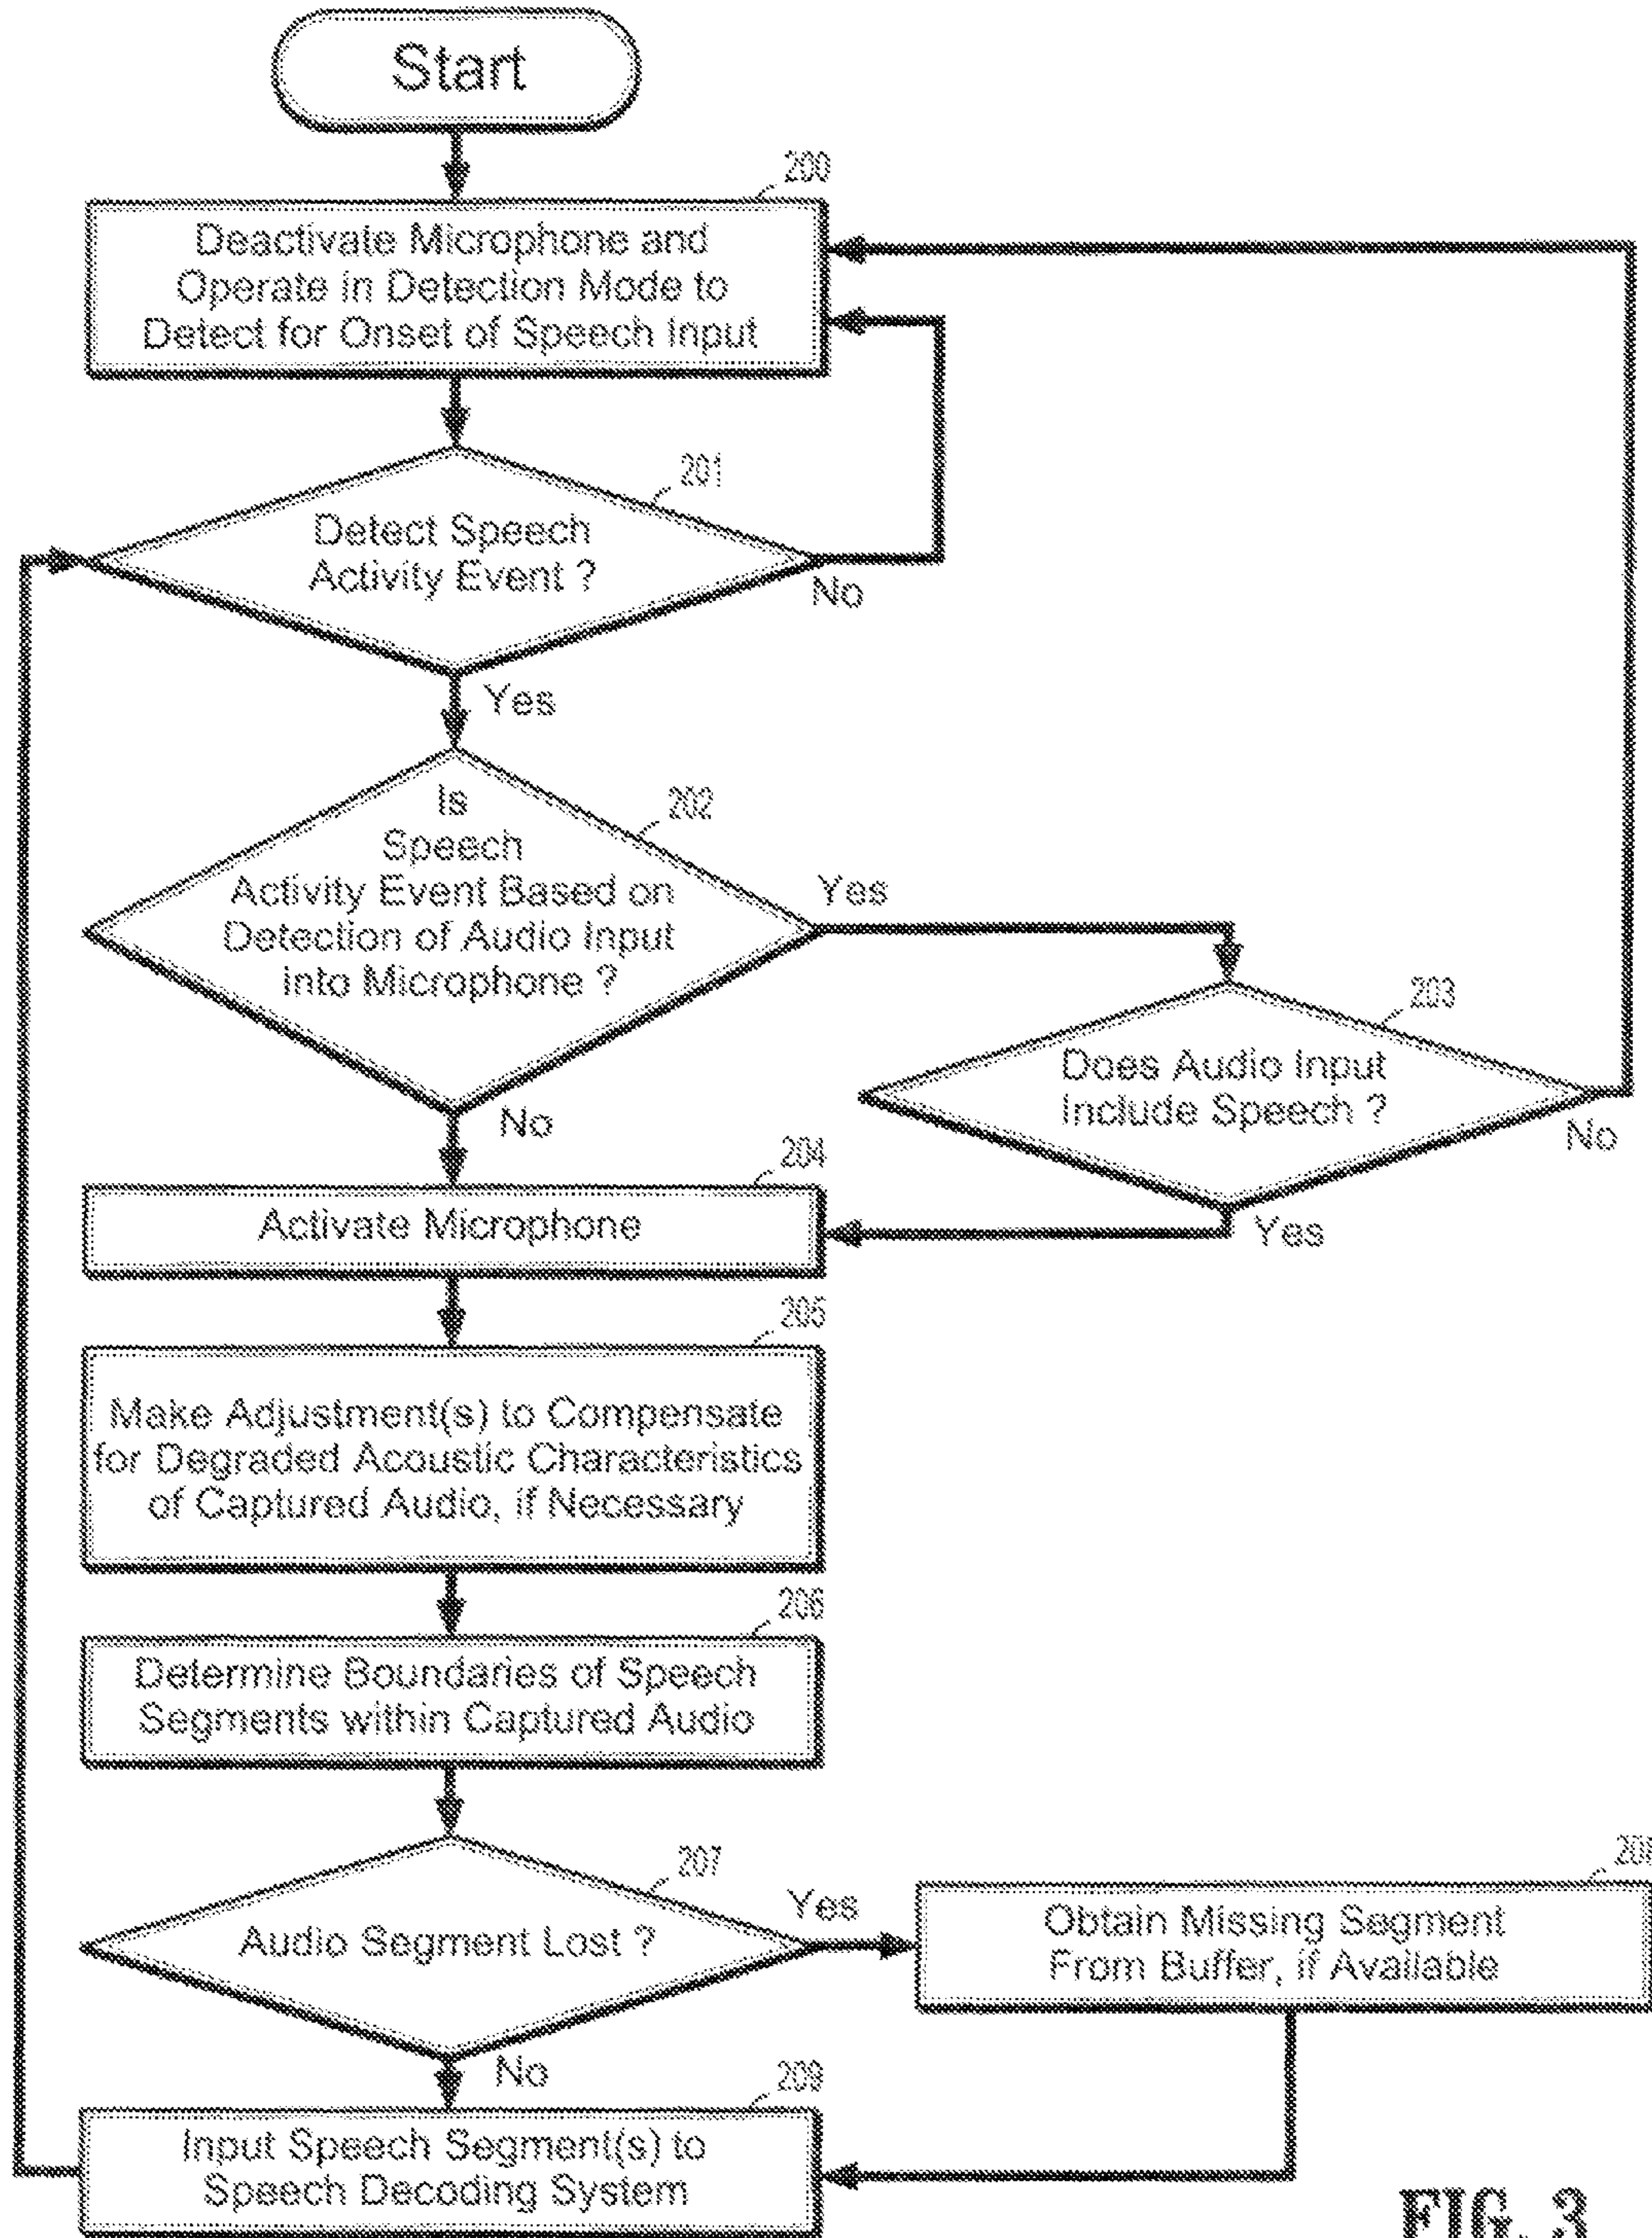 Start
200
Deactivate Microphone and
Operate in Detection Mode to
Detect for Onset of Speech Input
201
Detect Speech
Activity Event ?
No
Yes
202
Is
Speech
Activity Event Based on
Detection of Audio Input
into Microphone ?
Yes
No
203
Does Audio Input
Include Speech ?
No
Yes
204
Activate Microphone
205
Make Adjustment(s) to Compensate
for Degraded Acoustic Characteristics
of Captured Audio, if Necessary
206
Determine Boundaries of Speech
Segments within Captured Audio
207
Audio Segment Lost ?
Yes
No
208
Obtain Missing Segment
From Buffer, if Available
209
Input Speech Segment(s) to
Speech Decoding System
FIG. 3